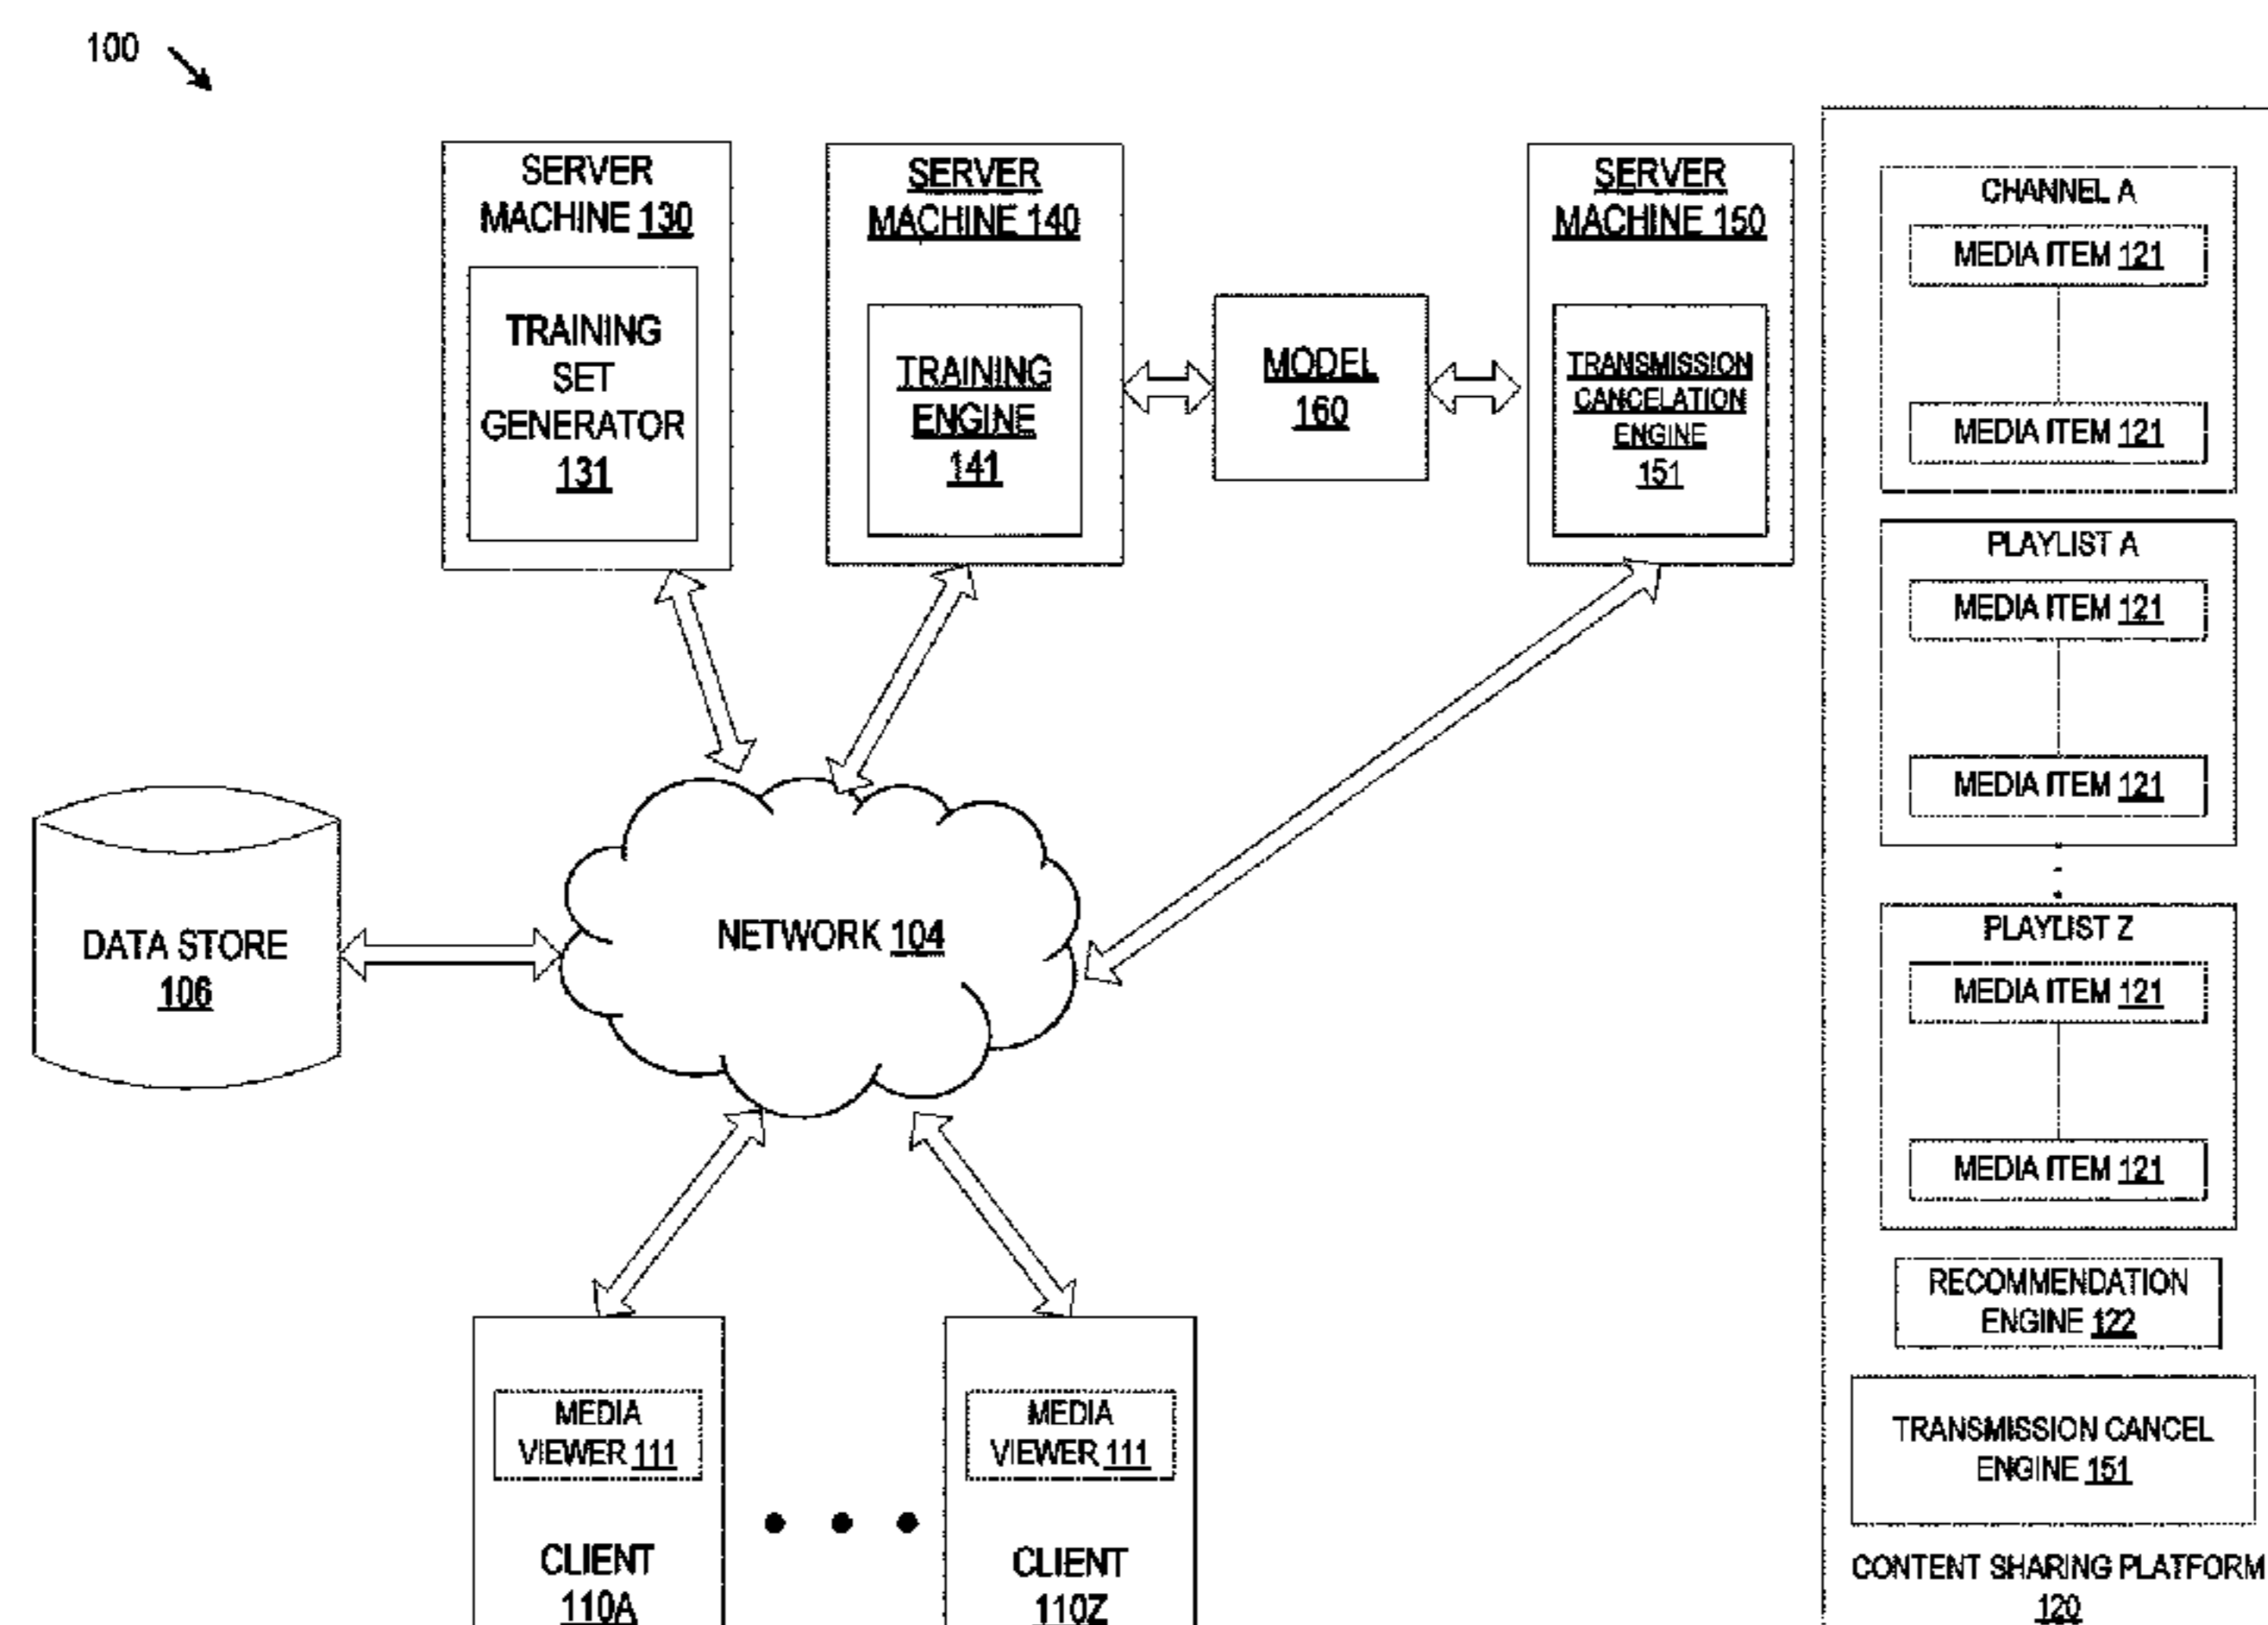 100
SERVER
MACHINE 130
TRAINING
SET
GENERATOR
131
SERVER
MACHINE 140
TRAINING
ENGINE
141
MODEL
160
SERVER
MACHINE 150
TRANSMISSION
CANCELATION
ENGINE
151
CHANNEL A
MEDIA ITEM 121
MEDIA ITEM 121
PLAYLIST A
MEDIA ITEM 121
MEDIA ITEM 121
PLAYLIST Z
MEDIA ITEM 121
MEDIA ITEM 121
RECOMMENDATION
ENGINE 122
TRANSMISSION CANCEL
ENGINE 151
CONTENT SHARING PLATFORM
120
DATA STORE
106
NETWORK 104
MEDIA
VIEWER 111
CLIENT
110A
MEDIA
VIEWER 111
CLIENT
110Z